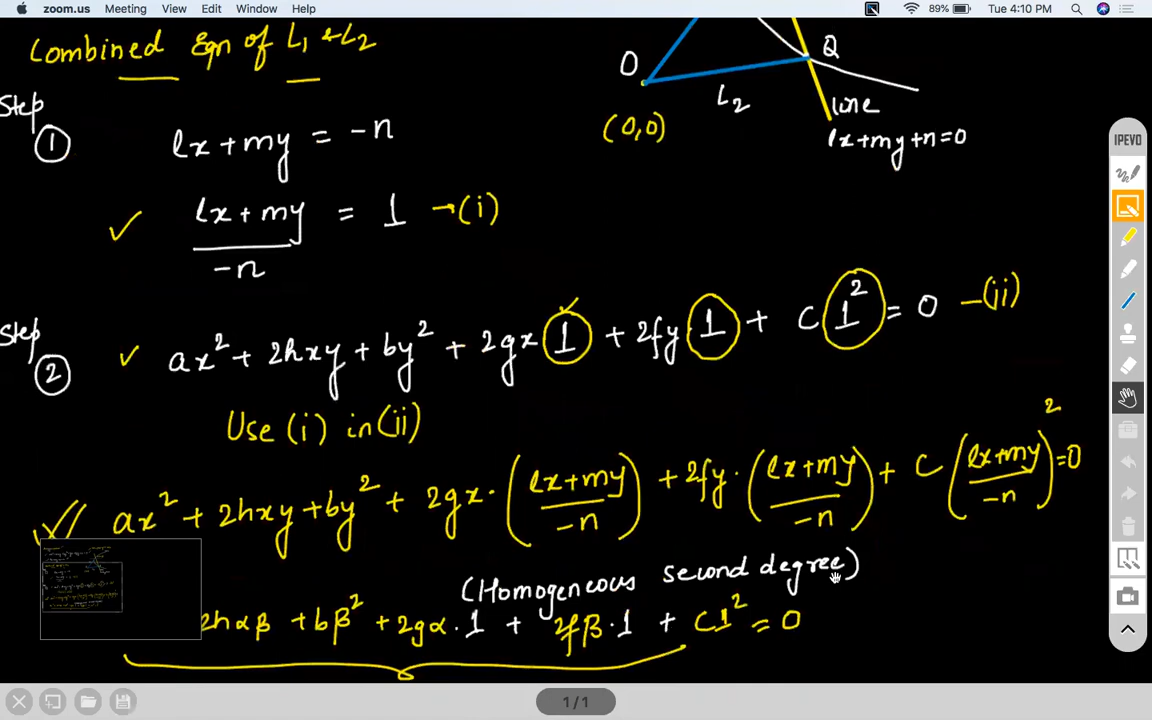 zoom.us Meeting View Edit Window Help 89% Tue 4:10 PM
Combined Eqn of L₁ & L₂
O
Q
L₂
(0,0)
line
lx+my+n=0
IPEVO
Step ①
lx+my = -n
(lx+my)/-n = 1 → (i)
Step ②
ax² + 2hxy + by² + 2gx 1 + 2fy 1 + c 1² = 0 — (ii)
Use (i) in (ii)
ax² + 2hxy + by² + 2gx·((lx+my)/-n) + 2fy·((lx+my)/-n) + c((lx+my)/-n)² = 0
(Homogeneous second degree)
2hαβ + bβ² + 2gα·1 + 2fβ·1 + c1² = 0
1/1